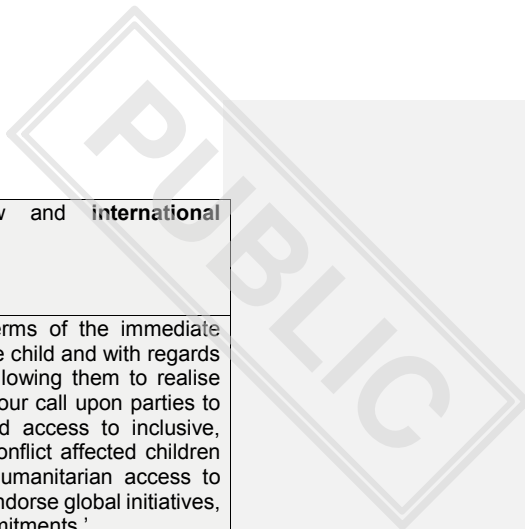 and international
PUBLIC
rms of the immediate
child and with regards
lowing them to realise
our call upon parties to
access to inclusive,
onflict affected children
umanitarian access to
ndorse global initiatives,
mitments.'